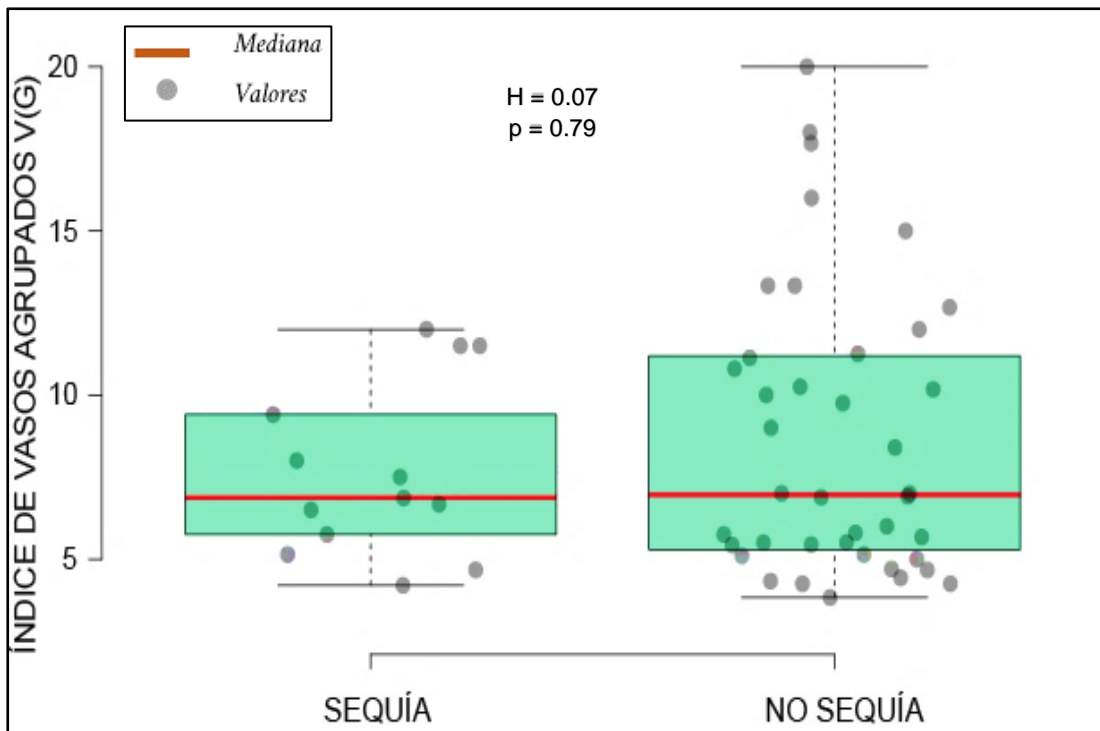 Mediana
Valores
H = 0.07
p = 0.79
ÍNDICE DE VASOS AGRUPADOS V(G)
20
15
10
5
SEQUÍA
NO SEQUÍA